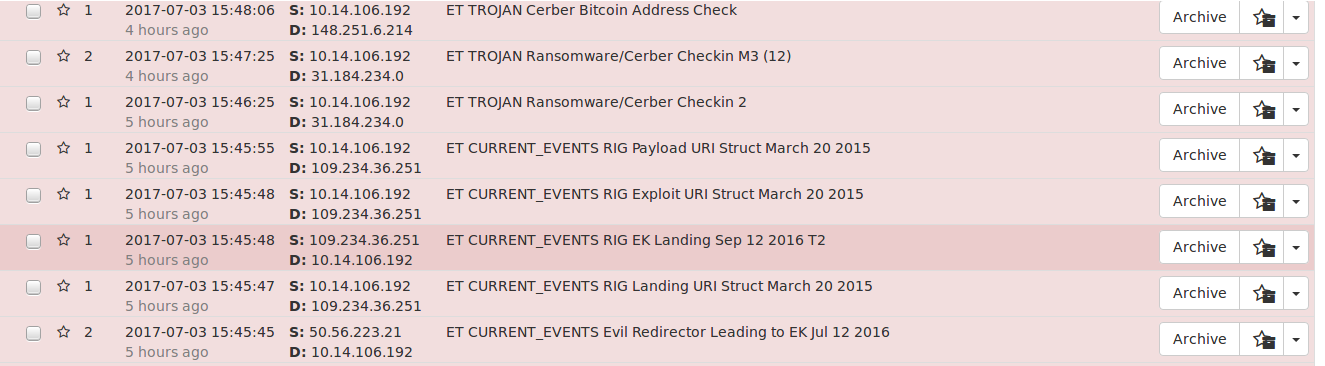 1 2017-07-03 15:48:06 S: 10.14.106.192 ET TROJAN Cerber Bitcoin Address Check Archive
4 hours ago D: 148.251.6.214
2 2017-07-03 15:47:25 S: 10.14.106.192 ET TROJAN Ransomware/Cerber Checkin M3 (12) Archive
4 hours ago D: 31.184.234.0
1 2017-07-03 15:46:25 S: 10.14.106.192 ET TROJAN Ransomware/Cerber Checkin 2 Archive
5 hours ago D: 31.184.234.0
1 2017-07-03 15:45:55 S: 10.14.106.192 ET CURRENT_EVENTS RIG Payload URI Struct March 20 2015 Archive
5 hours ago D: 109.234.36.251
1 2017-07-03 15:45:48 S: 10.14.106.192 ET CURRENT_EVENTS RIG Exploit URI Struct March 20 2015 Archive
5 hours ago D: 109.234.36.251
1 2017-07-03 15:45:48 S: 109.234.36.251 ET CURRENT_EVENTS RIG EK Landing Sep 12 2016 T2 Archive
5 hours ago D: 10.14.106.192
1 2017-07-03 15:45:47 S: 10.14.106.192 ET CURRENT_EVENTS RIG Landing URI Struct March 20 2015 Archive
5 hours ago D: 109.234.36.251
2 2017-07-03 15:45:45 S: 50.56.223.21 ET CURRENT_EVENTS Evil Redirector Leading to EK Jul 12 2016 Archive
5 hours ago D: 10.14.106.192